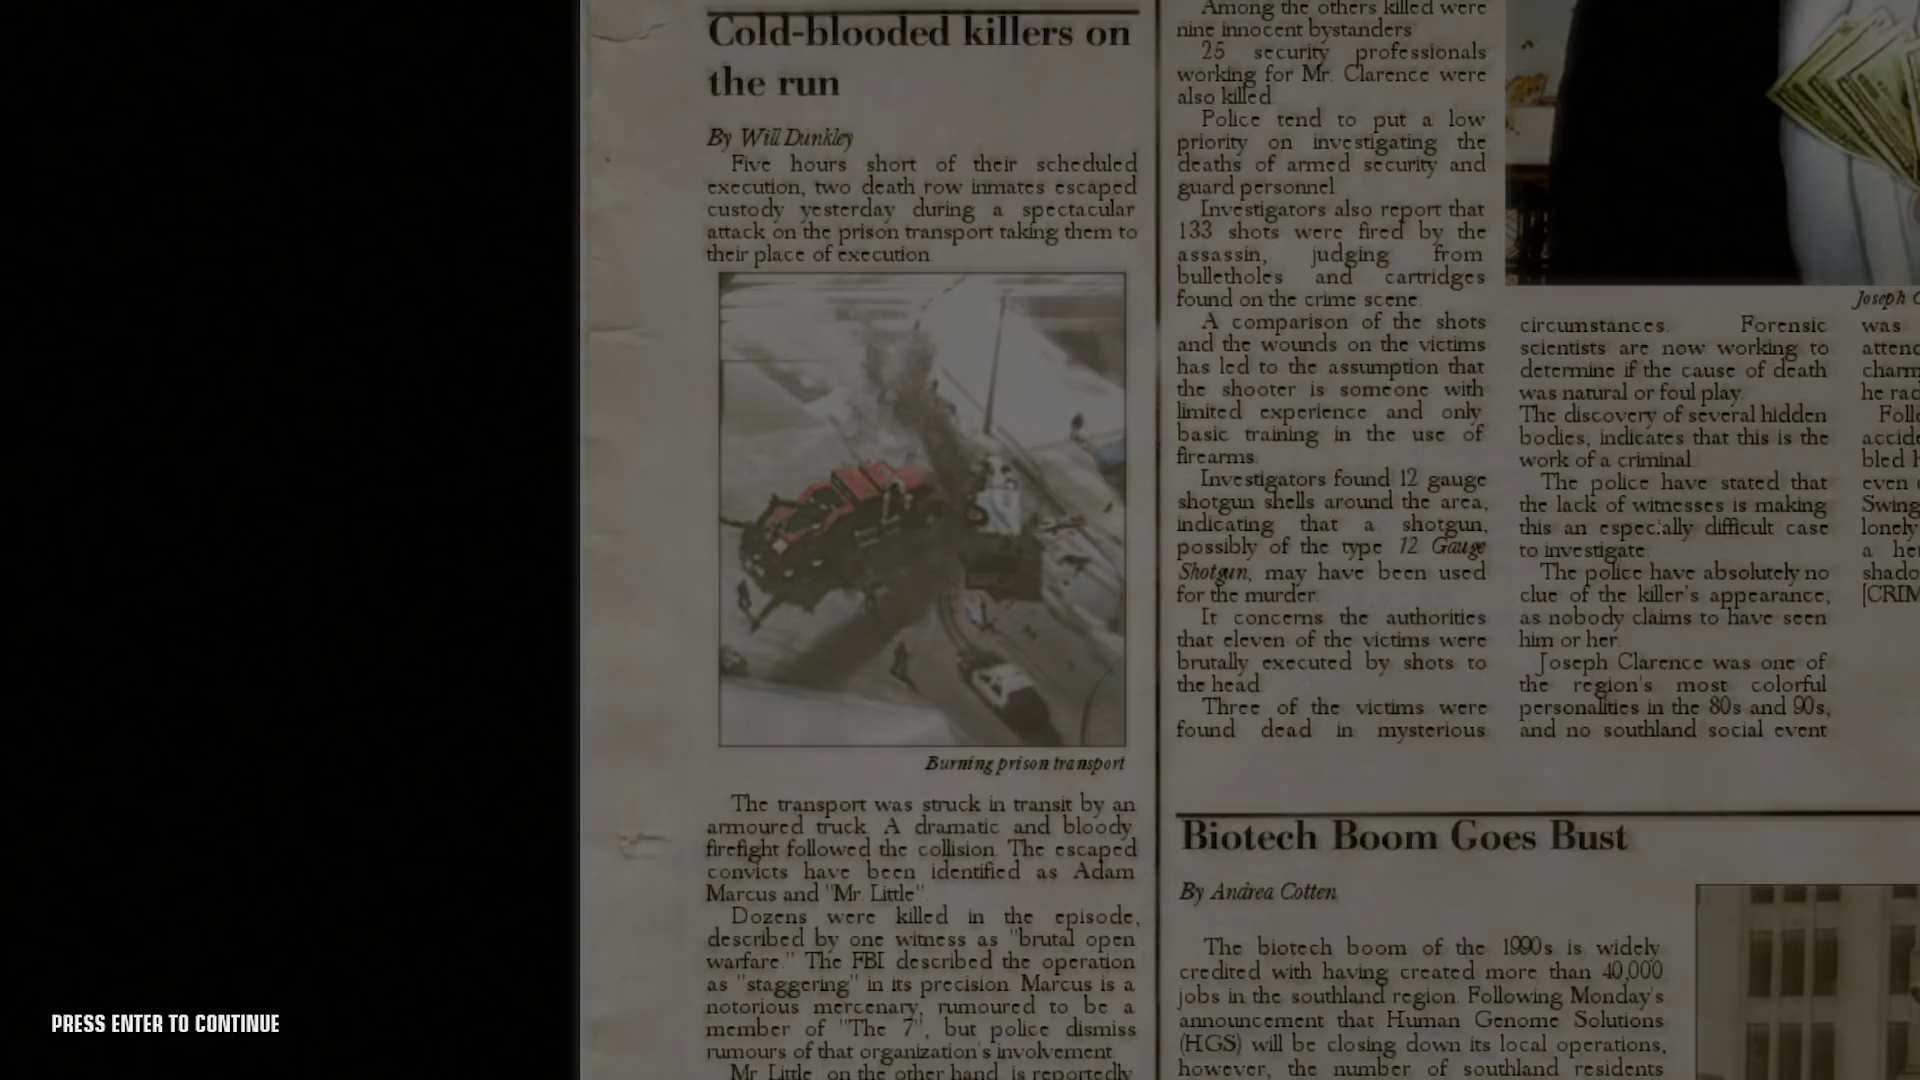 Cold-blooded killers on
the run
By Will Dunkley
Five hours short of their scheduled
execution, two death row inmates escaped
custody yesterday during a spectacular
attack on the prison transport taking them to
their place of execution.
Burning prison transport
The transport was struck in transit by an
armoured truck. A dramatic and bloody
firefight followed the collision. The escaped
convicts have been identified as Adam
Marcus and "Mr. Little".
Dozens were killed in the episode,
described by one witness as "brutal open
warfare." The FBI described the operation
as "staggering" in its precision. Marcus is a
notorious mercenary, rumoured to be a
member of "The 7", but police dismiss
rumours of that organization's involvement.
Mr. Little, on the other hand, is reportedly
Among the others killed were
nine innocent bystanders
25 security professionals
working for Mr. Clarence were
also killed.
Police tend to put a low
priority on investigating the
deaths of armed security and
guard personnel.
Investigators also report that
133 shots were fired by the
assassin, judging from
bulletholes and cartridges
found on the crime scene.
A comparison of the shots
and the wounds on the victims
has led to the assumption that
the shooter is someone with
limited experience and only
basic training in the use of
firearms.
Investigators found 12 gauge
shotgun shells around the area,
indicating that a shotgun,
possibly of the type 12 Gauge
Shotgun, may have been used
for the murder.
It concerns the authorities
that eleven of the victims were
brutally executed by shots to
the head.
Three of the victims were
found dead in mysterious
circumstances. Forensic
scientists are now working to
determine if the cause of death
was natural or foul play.
The discovery of several hidden
bodies, indicates that this is the
work of a criminal.
The police have stated that
the lack of witnesses is making
this an especially difficult case
to investigate.
The police have absolutely no
clue of the killer's appearance,
as nobody claims to have seen
him or her.
Joseph Clarence was one of
the region's most colorful
personalities in the 80s and 90s,
and no southland social event
Joseph C
was
attend
charm
he rac
Follo
accide
bled h
even
Swing
lonely
a her
shado
[CRIM
Biotech Boom Goes Bust
By Andrea Cotten
The biotech boom of the 1990s is widely
credited with having created more than 40,000
jobs in the southland region. Following Monday's
announcement that Human Genome Solutions
(HGS) will be closing down its local operations,
however, the number of southland residents
PRESS ENTER TO CONTINUE